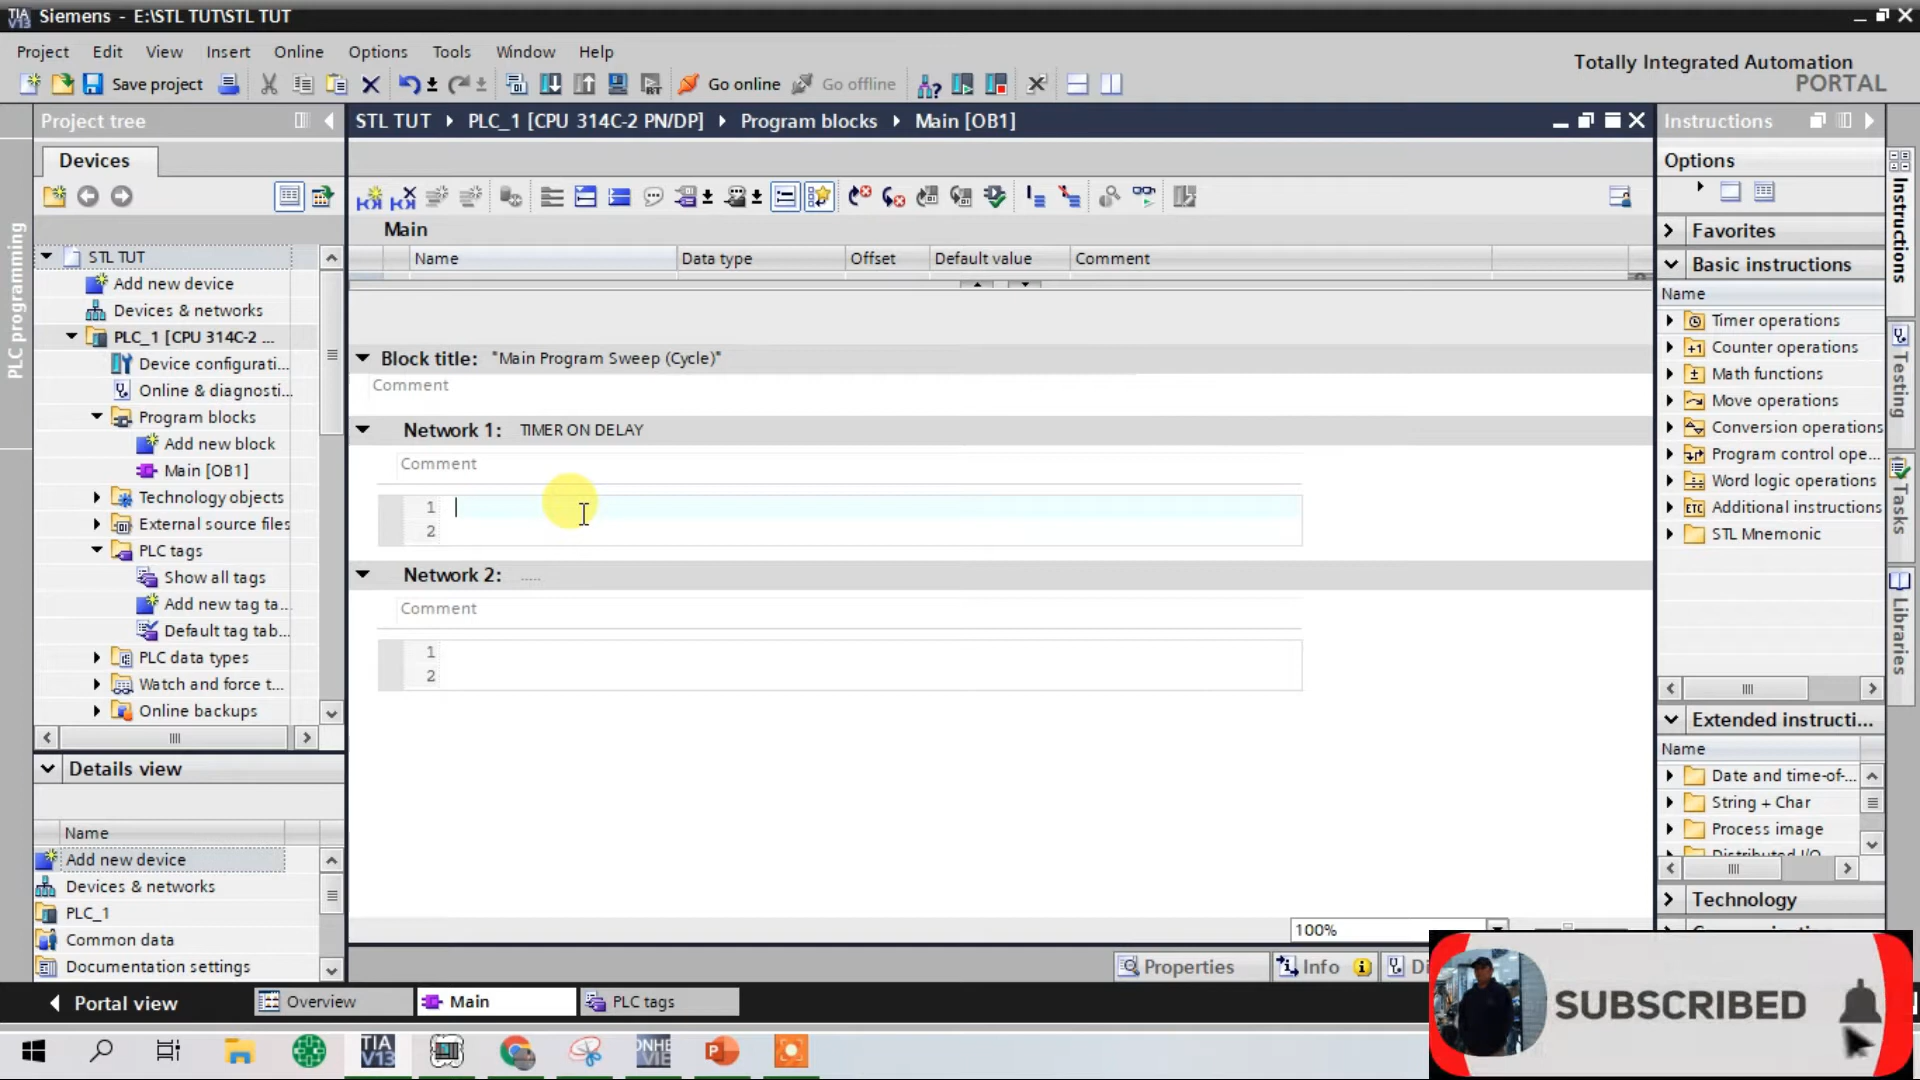 TIA V13 Siemens - E:\STL TUT\STL TUT
Project Edit View Insert Online Options Tools Window Help
Totally Integrated Automation
PORTAL
Save project Go online Go offline
Project tree
STL TUT PLC_1 [CPU 314C-2 PN/DP] Program blocks Main [OB1]
Instructions
Devices
Options
PLC programming
Main
Name Data type Offset Default value Comment
STL TUT
Add new device
Devices & networks
PLC_1 [CPU 314C-2 ...
Device configurati...
Online & diagnosti...
Program blocks
Add new block
Main [OB1]
Technology objects
External source files
PLC tags
Show all tags
Add new tag ta...
Default tag tab...
PLC data types
Watch and force t...
Online backups
Details view
Name
Add new device
Devices & networks
PLC_1
Common data
Documentation settings
Block title: "Main Program Sweep (Cycle)"
Comment
Network 1: TIMER ON DELAY
Comment
1
2
Network 2: .....
Comment
1
2
100%
Properties Info Di
Favorites
Basic instructions
Name
Timer operations
Counter operations
Math functions
Move operations
Conversion operations
Program control ope...
Word logic operations
Additional instructions
STL Mnemonic
Extended instructi...
Name
Date and time-of-...
String + Char
Process image
Distributed I/O
Technology
Instructions
Testing
Tasks
Libraries
Portal view Overview Main PLC tags
TIA V13
SUBSCRIBED